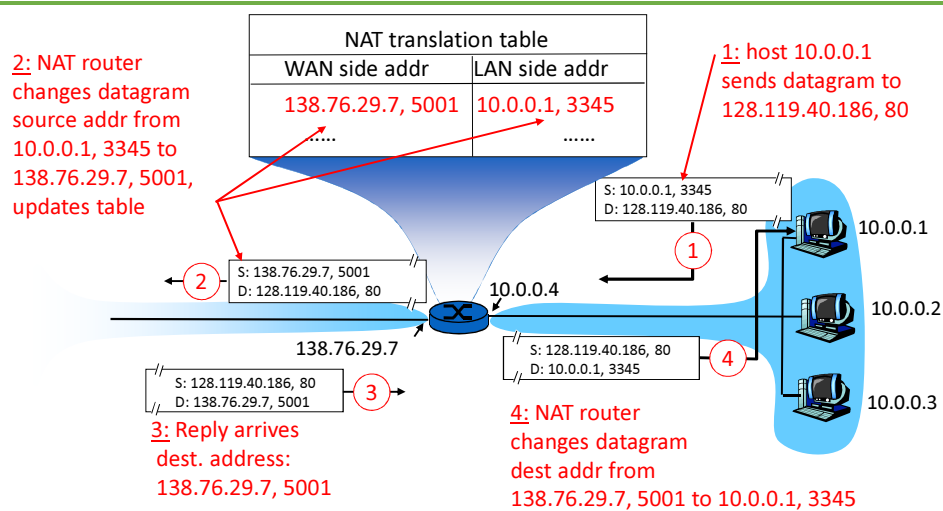 NAT translation table
WAN side addr LAN side addr
138.76.29.7, 5001 10.0.0.1, 3345
…… ……
2: NAT router
changes datagram
source addr from
10.0.0.1, 3345 to
138.76.29.7, 5001,
updates table
1: host 10.0.0.1
sends datagram to
128.119.40.186, 80
S: 10.0.0.1, 3345
D: 128.119.40.186, 80
1
10.0.0.1
S: 138.76.29.7, 5001
D: 128.119.40.186, 80
2
10.0.0.4
10.0.0.2
138.76.29.7
S: 128.119.40.186, 80
D: 10.0.0.1, 3345
4
S: 128.119.40.186, 80
D: 138.76.29.7, 5001
3
10.0.0.3
3: Reply arrives
dest. address:
138.76.29.7, 5001
4: NAT router
changes datagram
dest addr from
138.76.29.7, 5001 to 10.0.0.1, 3345